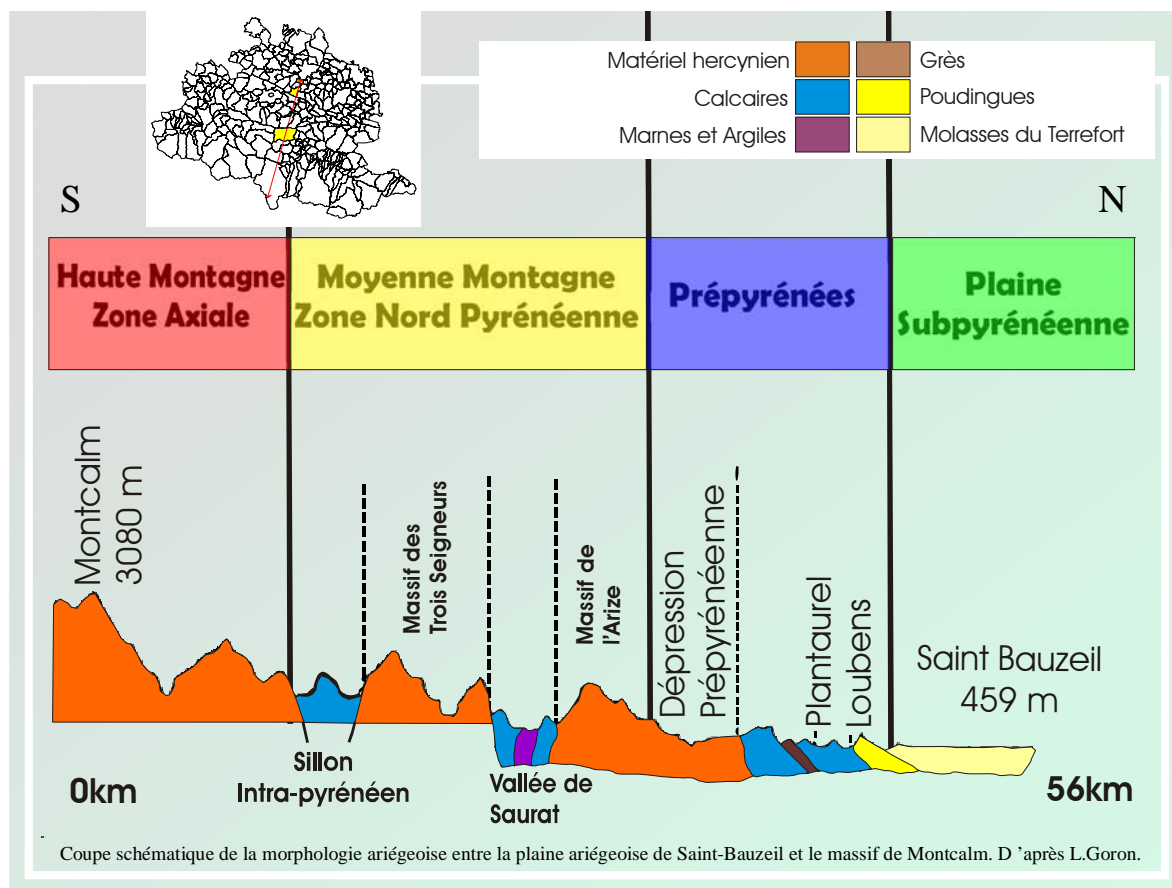 Matériel hercynien
Grès
Calcaires
Poudingues
Marnes et Argiles
Molasses du Terrefort
S
N
Haute Montagne
Zone Axiale
Moyenne Montagne
Zone Nord Pyrénéenne
Prépyrénées
Plaine
Subpyrénéenne
Montcalm
3080 m
Massif des
Trois Seigneurs
Massif de
l'Arize
Dépression
Prépyrénéenne
Plantaurel
Loubens
Saint Bauzeil
459 m
Sillon
Intra-pyrénéen
Vallée de
Saurat
0km
56km
Coupe schématique de la morphologie ariégeoise entre la plaine ariégeoise de Saint-Bauzeil et le massif de Montcalm. D ’après L.Goron.